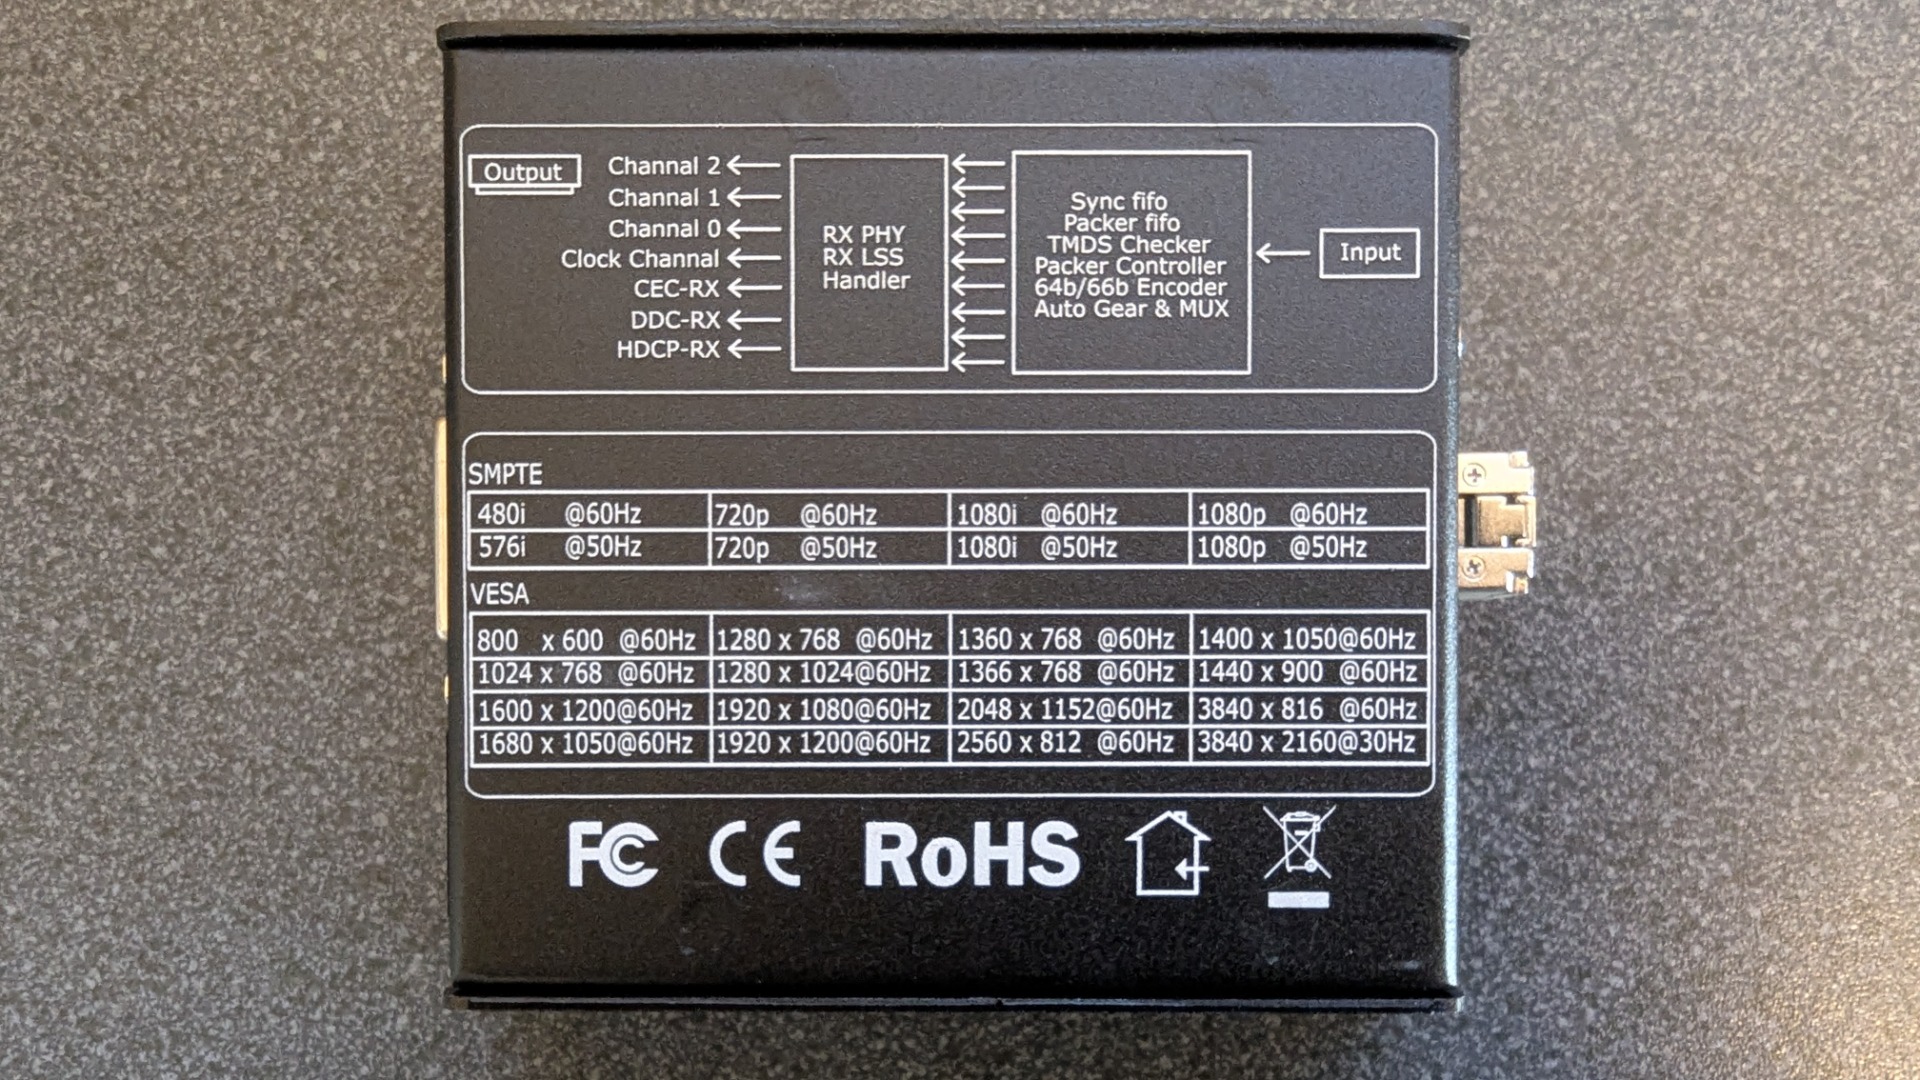 Output
Channal 2
Channal 1
Channal 0
Clock Channal
CEC-RX
DDC-RX
HDCP-RX
RX PHY
RX LSS
Handler
Sync fifo
Packer fifo
TMDS Checker
Packer Controller
64b/66b Encoder
Auto Gear & MUX
Input
SMPTE
480i @60Hz 720p @60Hz 1080i @60Hz 1080p @60Hz
576i @50Hz 720p @50Hz 1080i @50Hz 1080p @50Hz
VESA
800 x 600 @60Hz 1280 x 768 @60Hz 1360 x 768 @60Hz 1400 x 1050@60Hz
1024 x 768 @60Hz 1280 x 1024@60Hz 1366 x 768 @60Hz 1440 x 900 @60Hz
1600 x 1200@60Hz 1920 x 1080@60Hz 2048 x 1152@60Hz 3840 x 816 @60Hz
1680 x 1050@60Hz 1920 x 1200@60Hz 2560 x 812 @60Hz 3840 x 2160@30Hz
FC CE RoHS